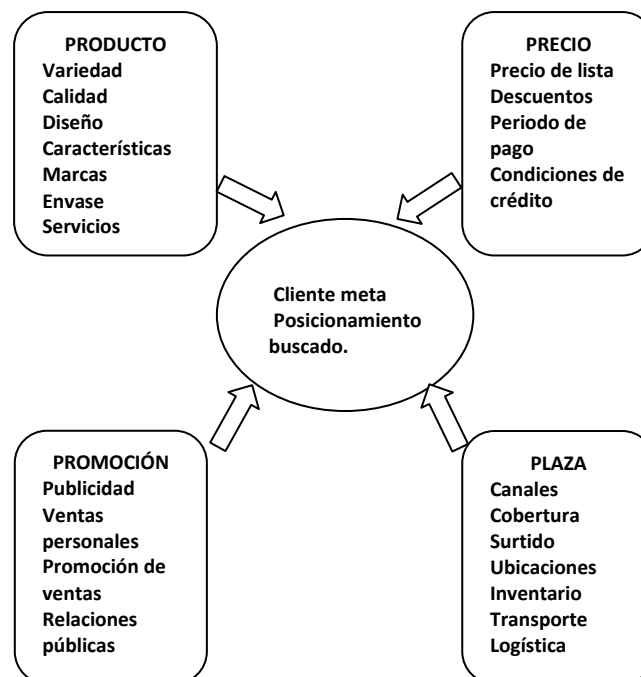 PRODUCTO
Variedad
Calidad
Diseño
Características
Marcas
Envase
Servicios
PRECIO
Precio de lista
Descuentos
Periodo de
pago
Condiciones de
crédito
Cliente meta
Posicionamiento
buscado.
PROMOCIÓN
Publicidad
Ventas
personales
Promoción de
ventas
Relaciones
públicas
PLAZA
Canales
Cobertura
Surtido
Ubicaciones
Inventario
Transporte
Logística